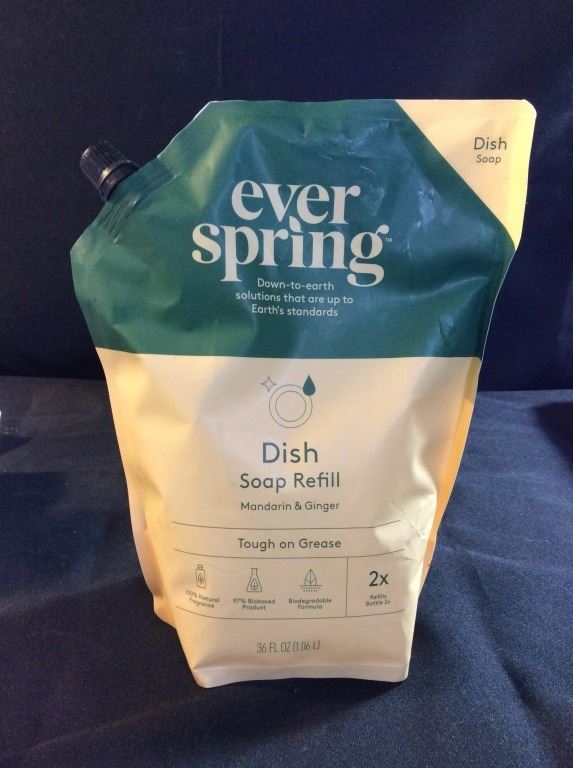 Dish
Soap
ever
spring™
Down-to-earth
solutions that are up to
Earth's standards
Dish
Soap Refill
Mandarin & Ginger
Tough on Grease
100% Natural
Fragrance
97% Biobased
Product
Biodegradable
Formula
2x
Refills
Bottle 2x
36 FL OZ (1.06 L)